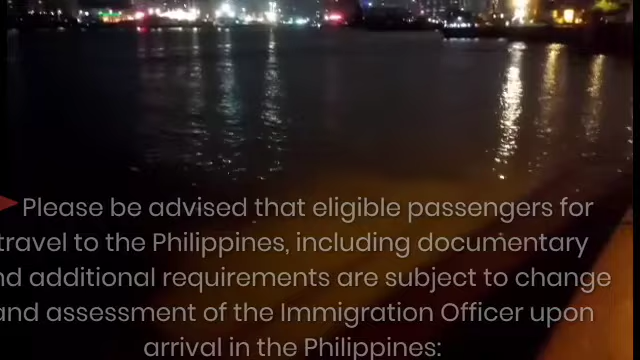 Please be advised that eligible passengers for
travel to the Philippines, including documentary
nd additional requirements are subject to change
and assessment of the Immigration Officer upon
arrival in the Philippines: